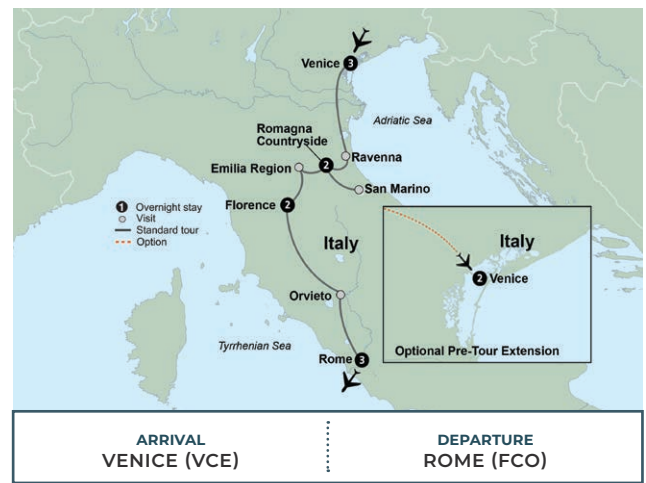 Venice 3
Adriatic Sea
Romagna
Countryside
2
Ravenna
Emilia Region
San Marino
1 Overnight stay
Visit
Standard tour
Option
Florence 2
Italy
Italy
2 Venice
Orvieto
Tyrrhenian Sea
Rome 3
Optional Pre-Tour Extension
ARRIVAL
VENICE (VCE)
DEPARTURE
ROME (FCO)